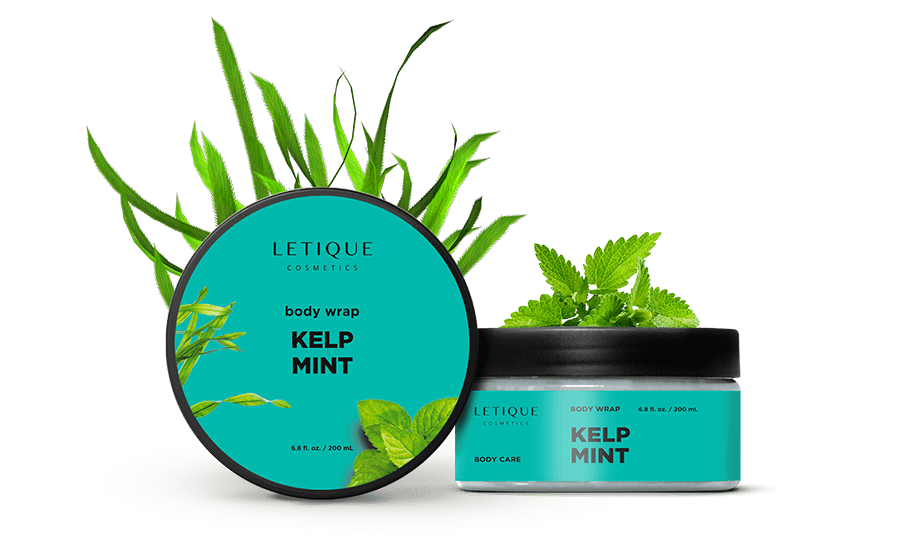 LETIQUE
COSMETICS
body wrap
KELP
MINT
6.8 fl. oz. / 200 mL
LETIQUE
COSMETICS
BODY WRAP
6.8 fl. oz. / 200 mL
KELP
MINT
BODY CARE